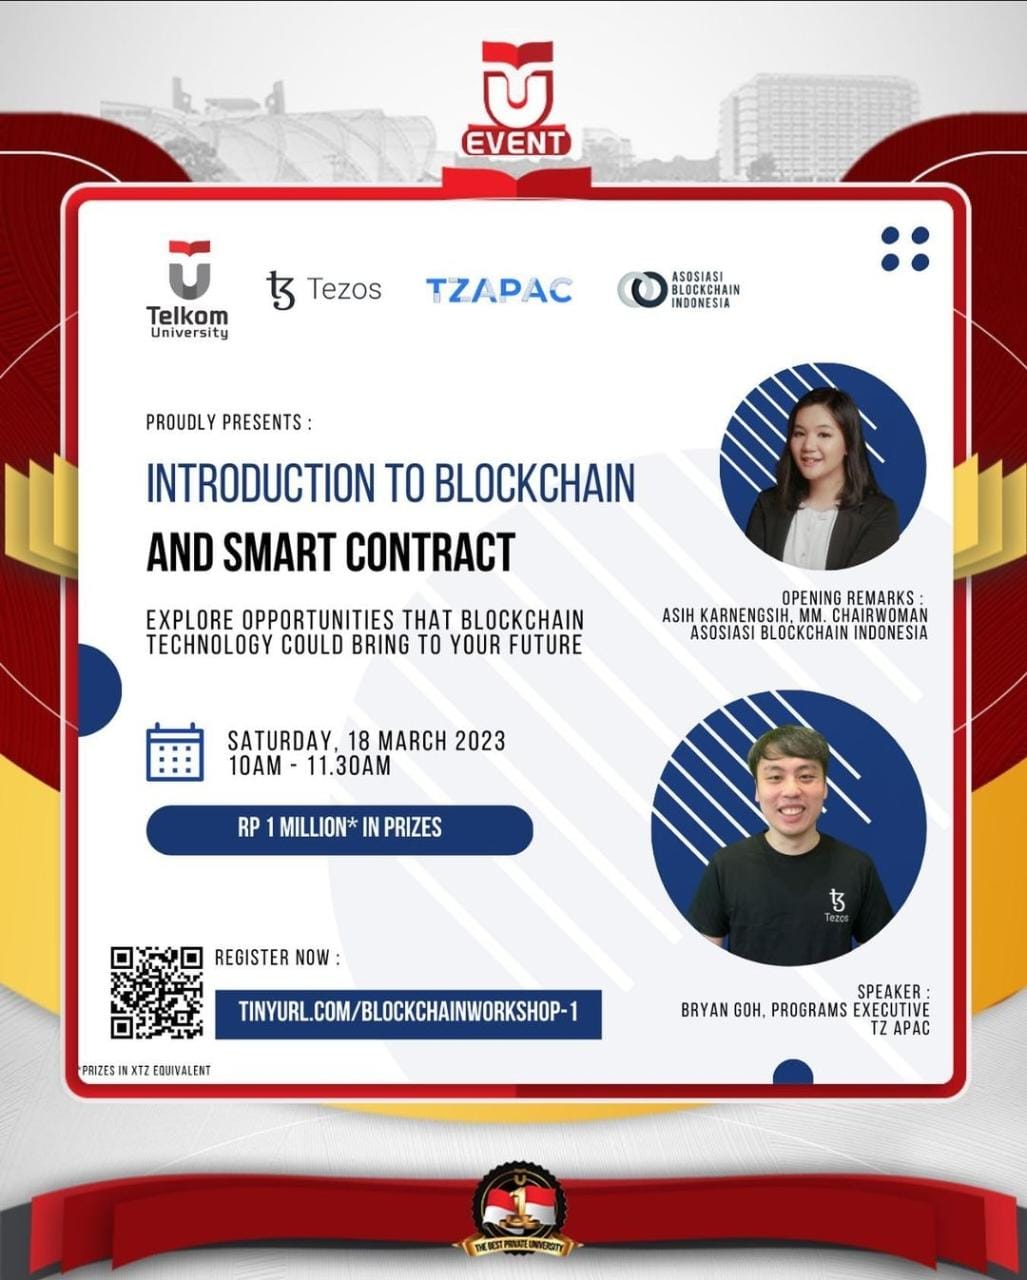 EVENT
Telkom
University
Tezos
TZAPAC
ASOSIASI
BLOCKCHAIN
INDONESIA
PROUDLY PRESENTS :
INTRODUCTION TO BLOCKCHAIN
AND SMART CONTRACT
EXPLORE OPPORTUNITIES THAT BLOCKCHAIN
TECHNOLOGY COULD BRING TO YOUR FUTURE
OPENING REMARKS :
ASIH KARNENGSIH, MM. CHAIRWOMAN
ASOSIASI BLOCKCHAIN INDONESIA
SATURDAY, 18 MARCH 2023
10AM - 11.30AM
RP 1 MILLION* IN PRIZES
Tezos
REGISTER NOW :
TINYURL.COM/BLOCKCHAINWORKSHOP-1
SPEAKER :
BRYAN GOH, PROGRAMS EXECUTIVE
TZ APAC
*PRIZES IN XTZ EQUIVALENT
1
THE BEST PRIVATE UNIVERSITY